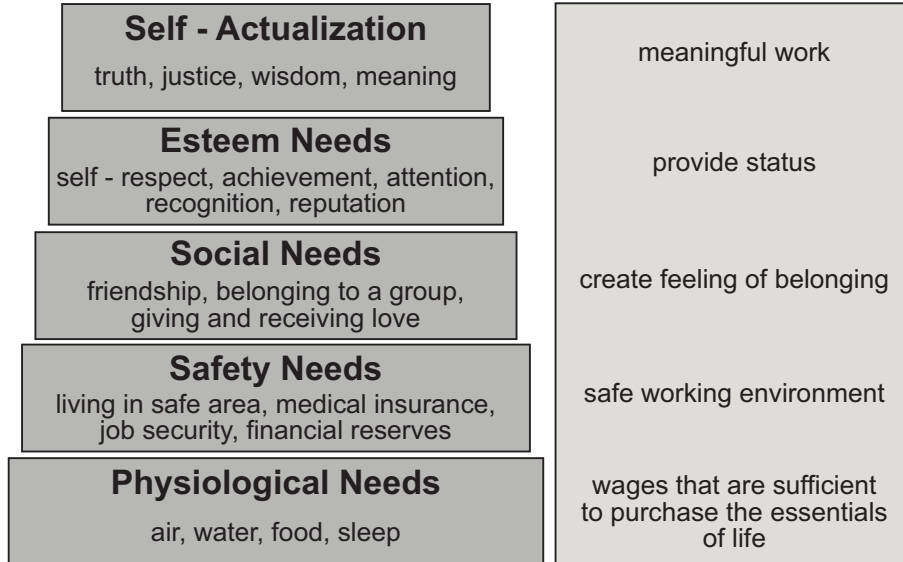 Self - Actualization
truth, justice, wisdom, meaning
meaningful work
Esteem Needs
self - respect, achievement, attention,
recognition, reputation
provide status
Social Needs
friendship, belonging to a group,
giving and receiving love
create feeling of belonging
Safety Needs
living in safe area, medical insurance,
job security, financial reserves
safe working environment
Physiological Needs
air, water, food, sleep
wages that are sufficient
to purchase the essentials
of life